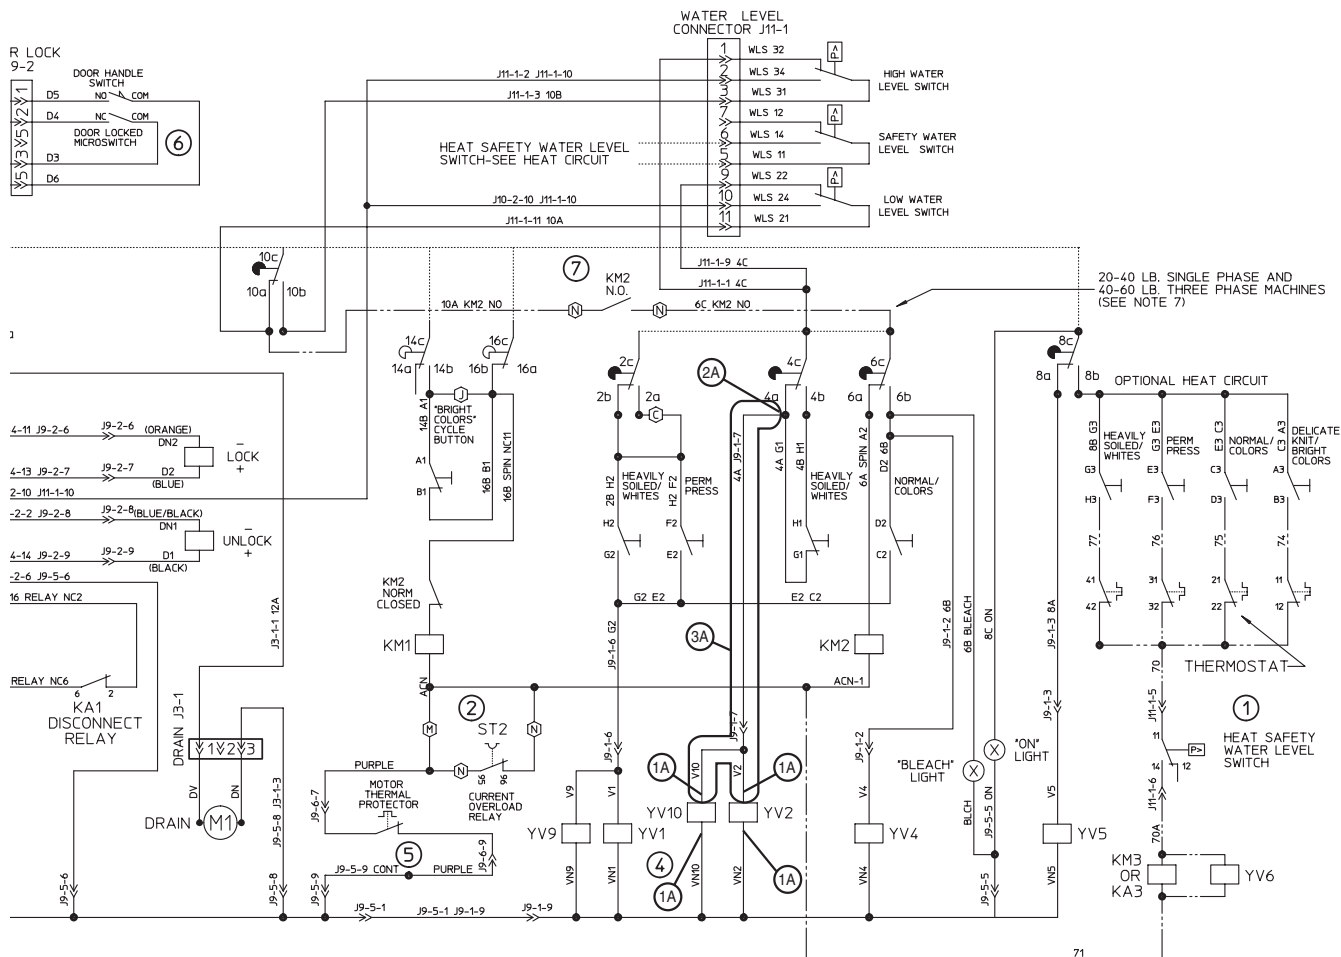 WATER LEVEL
CONNECTOR J11-1
R LOCK
9-2
1
2
5
3
5
D5
D4
D3
D6
DOOR HANDLE
SWITCH
NO
COM
NC
COM
DOOR LOCKED
MICROSWITCH
6
J11-1-2 J11-1-10
J11-1-3 10B
HEAT SAFETY WATER LEVEL
SWITCH-SEE HEAT CIRCUIT
J10-2-10 J11-1-10
J11-1-11 10A
1
2
3
7
6
5
9
10
11
WLS 32
WLS 34
WLS 31
WLS 12
WLS 14
WLS 11
WLS 22
WLS 24
WLS 21
P>
P>
P>
HIGH WATER
LEVEL SWITCH
SAFETY WATER
LEVEL SWITCH
LOW WATER
LEVEL SWITCH
10c
10a
10b
7
KM2
N.O.
10A KM2 NO
N
N
6C KM2 NO
J11-1-9 4C
J11-1-1 4C
20-40 LB. SINGLE PHASE AND
40-60 LB. THREE PHASE MACHINES
(SEE NOTE 7)
14c
14a
14b
16c
16b
16a
2c
2b
2a
2A
4c
4a
4b
6c
6a
6b
8c
8a
8b
OPTIONAL HEAT CIRCUIT
J
C
14B A1
"BRIGHT
COLORS"
CYCLE
BUTTON
16B B1
16B SPIN NC11
A1
B1
2B H2
HEAVILY
SOILED/
WHITES
H2 F2
PERM
PRESS
H2
G2
F2
E2
4A J9-1-7
4A G1
4B H1
HEAVILY
SOILED/
WHITES
H1
G1
6A SPIN A2
D2 6B
NORMAL/
COLORS
D2
C2
8B G3
HEAVILY
SOILED/
WHITES
G3 E3
PERM
PRESS
E3 C3
NORMAL/
COLORS
C3 A3
DELICATE
KNIT/
BRIGHT
COLORS
G3
H3
E3
F3
C3
D3
A3
B3
77
76
75
74
41
42
31
32
21
22
11
12
4-11 J9-2-6
J9-2-6
(ORANGE)
DN2
LOCK
-
+
4-13 J9-2-7
J9-2-7
D2
(BLUE)
2-10 J11-1-10
-2-2 J9-2-8
J9-2-8
(BLUE/BLACK)
DN1
UNLOCK
-
+
4-14 J9-2-9
J9-2-9
D1
(BLACK)
-2-6 J9-5-6
16 RELAY NC2
RELAY NC6
6
2
KA1
DISCONNECT
RELAY
J3-1-1 12A
KM2
NORM
CLOSED
KM1
ACN
G2 E2
E2 C2
J9-1-6 G2
3A
KM2
ACN-1
J9-1-2 6B
6B BLEACH
8C ON
J9-1-3 8A
70
THERMOSTAT
DRAIN J3-1
1
2
3
DV
DN
DRAIN
M1
J9-5-8 J3-1-3
2
M
N
N
ST2
95
96
PURPLE
MOTOR
THERMAL
PROTECTOR
CURRENT
OVERLOAD
RELAY
J9-6-7
J9-6-9
5
J9-5-9 CONT
PURPLE
J9-1-6
J9-1-7
J9-1-2
J9-1-3
J11-1-5
1
HEAT SAFETY
WATER LEVEL
SWITCH
11
14
12
P>
J11-1-6
70A
"BLEACH"
LIGHT
X
"ON"
LIGHT
X
1A
1A
V10
V2
V9
V1
V4
V5
YV9
YV1
YV10
YV2
YV4
YV5
4
1A
1A
VN9
VN1
VN10
VN2
VN4
VN5
BLCH
J9-5-5 ON
J9-5-5
KM3
OR
KA3
YV6
J9-5-6
J9-5-8
J9-5-9
J9-5-1
J9-5-1 J9-1-9
J9-1-9
71